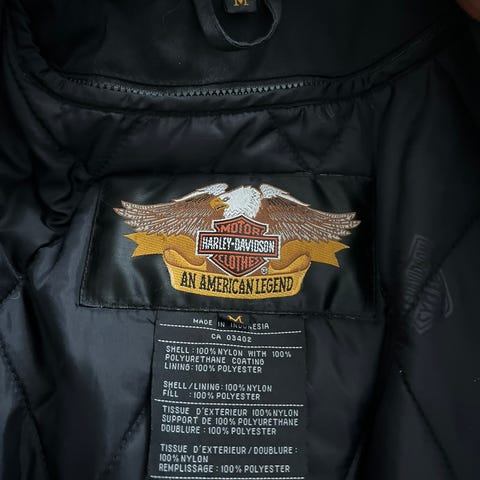 M
MOTOR
HARLEY-DAVIDSON
CLOTHES
®
AN AMERICAN LEGEND
M
MADE IN INDONESIA
CA 03402
SHELL : 100% NYLON WITH 100%
POLYURETHANE COATING
LINING: 100% POLYESTER
SHELL/LINING: 100% NYLON
FILL : 100% POLYESTER
TISSUE D'EXTERIEUR 100% NYLON
SUPPORT DE 100% POLYURETHANE
DOUBLURE : 100% POLYESTER
TISSUE D'EXTERIEUR / DOUBLURE:
100% NYLON
REMPLISSAGE : 100% POLYESTER